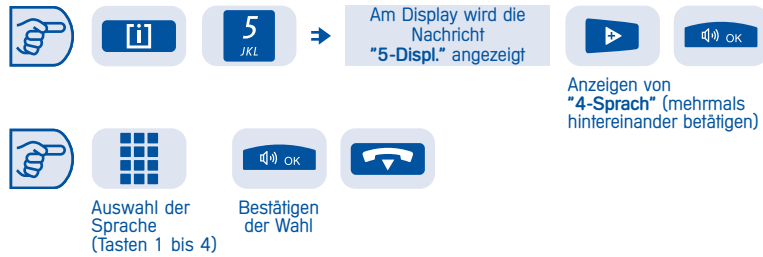 [i]
5
JKL
Am Display wird die
Nachricht
"5-Displ." angezeigt
OK
Anzeigen von
"4-Sprach" (mehrmals
hintereinander betätigen)
OK
Auswahl der
Sprache
(Tasten 1 bis 4)
Bestätigen
der Wahl